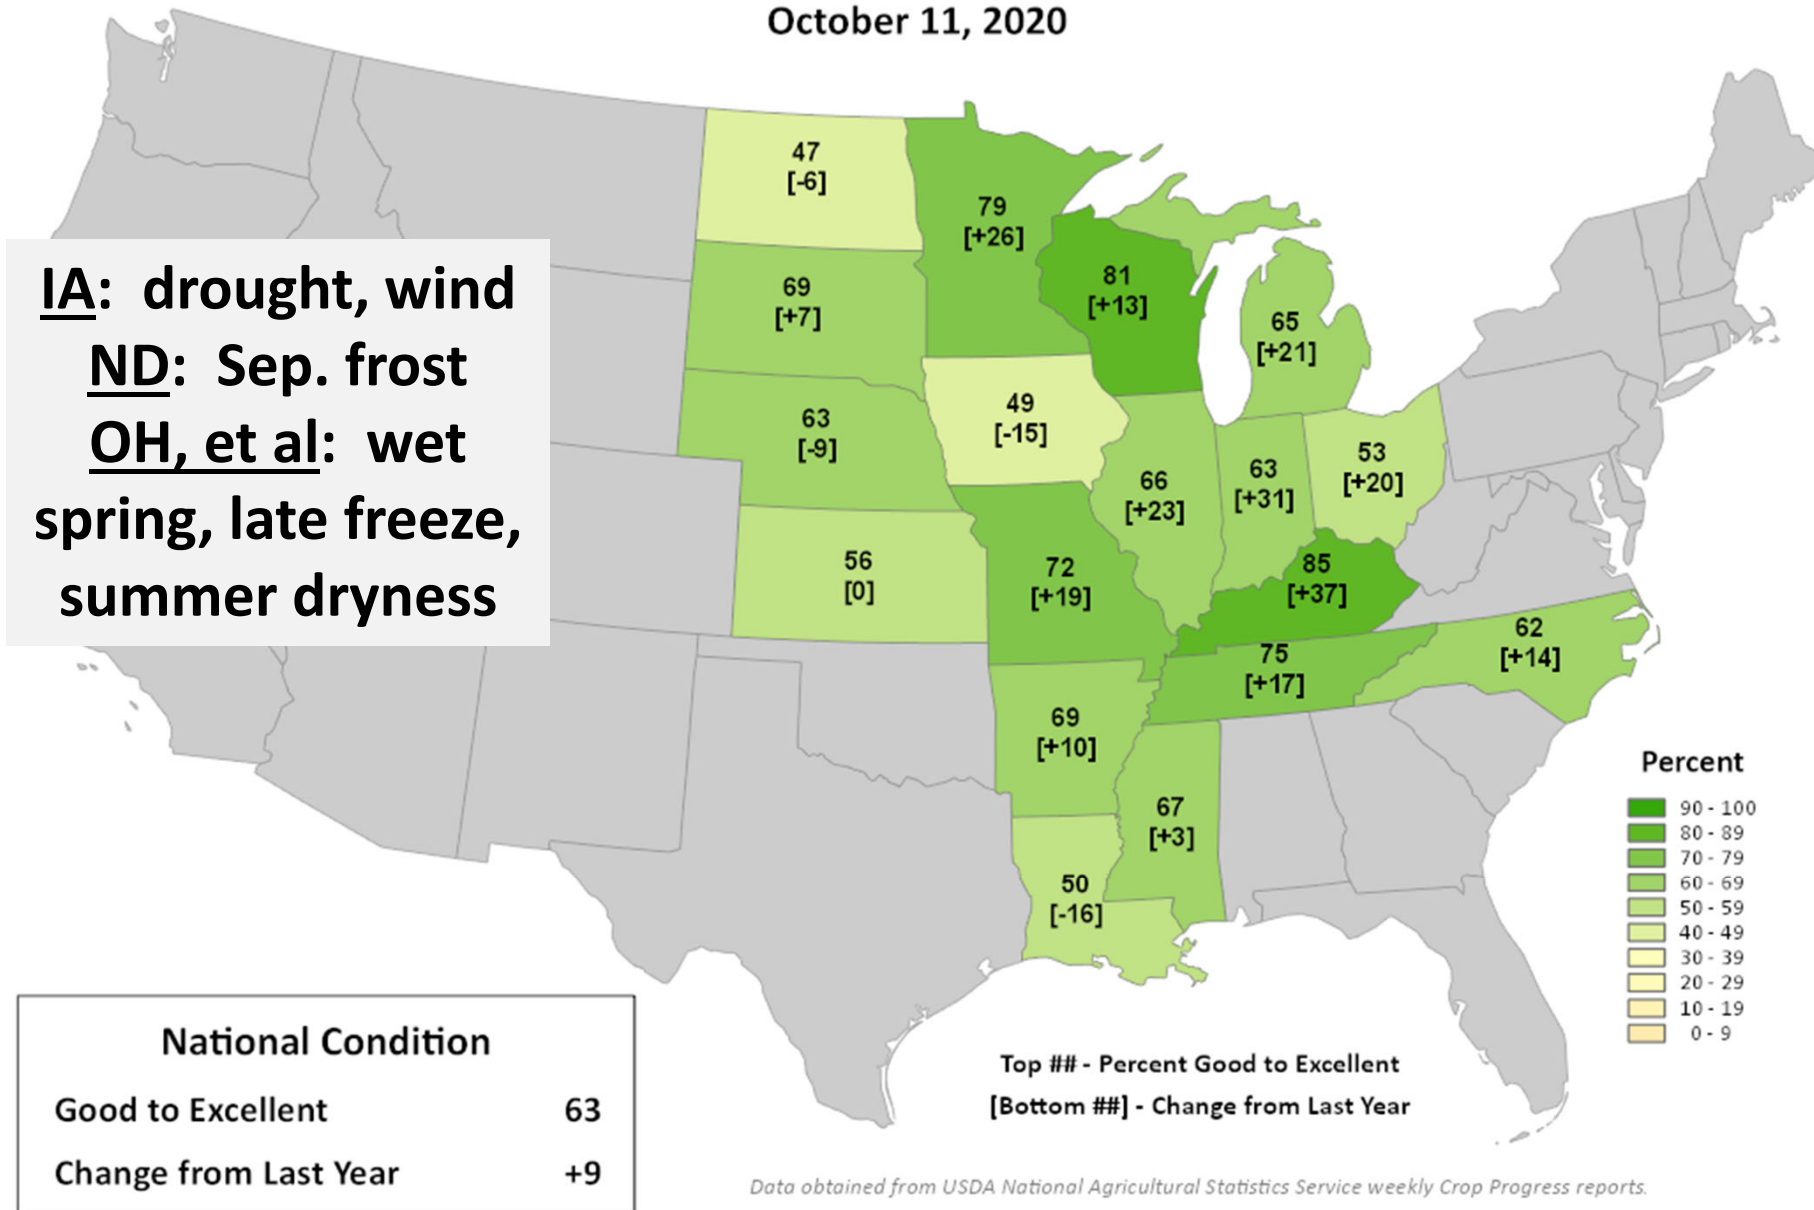 October 11, 2020
47
[-6]
79
[+26]
69
[+7]
81
[+13]
65
[+21]
IA:  drought, wind
ND:  Sep. frost
OH, et al:  wet
spring, late freeze,
summer dryness
63
[-9]
49
[-15]
66
[+23]
63
[+31]
53
[+20]
56
[0]
72
[+19]
85
[+37]
75
[+17]
62
[+14]
69
[+10]
67
[+3]
50
[-16]
Percent
90 - 100
80 - 89
70 - 79
60 - 69
50 - 59
40 - 49
30 - 39
20 - 29
10 - 19
0 - 9
National Condition
Good to Excellent 63
Change from Last Year +9
Top ## - Percent Good to Excellent
[Bottom ##] - Change from Last Year
Data obtained from USDA National Agricultural Statistics Service weekly Crop Progress reports.